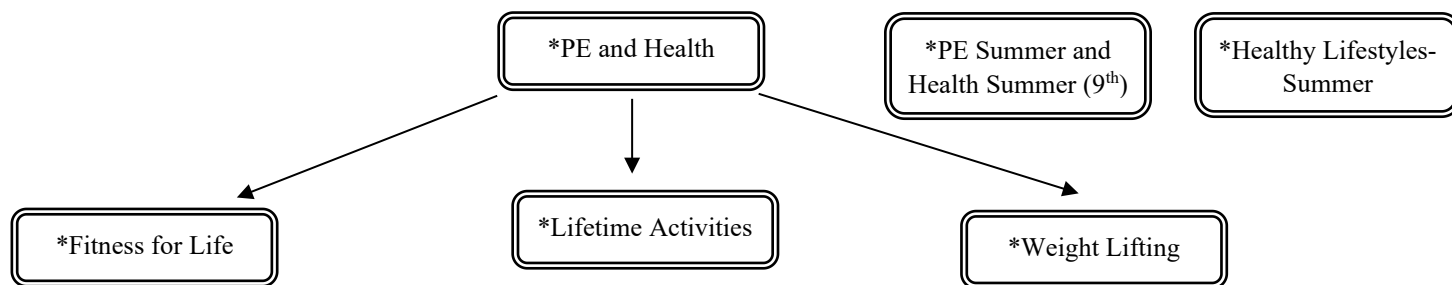 *PE and Health
*PE Summer and
Health Summer (9th)
*Healthy Lifestyles-
Summer
*Fitness for Life
*Lifetime Activities
*Weight Lifting